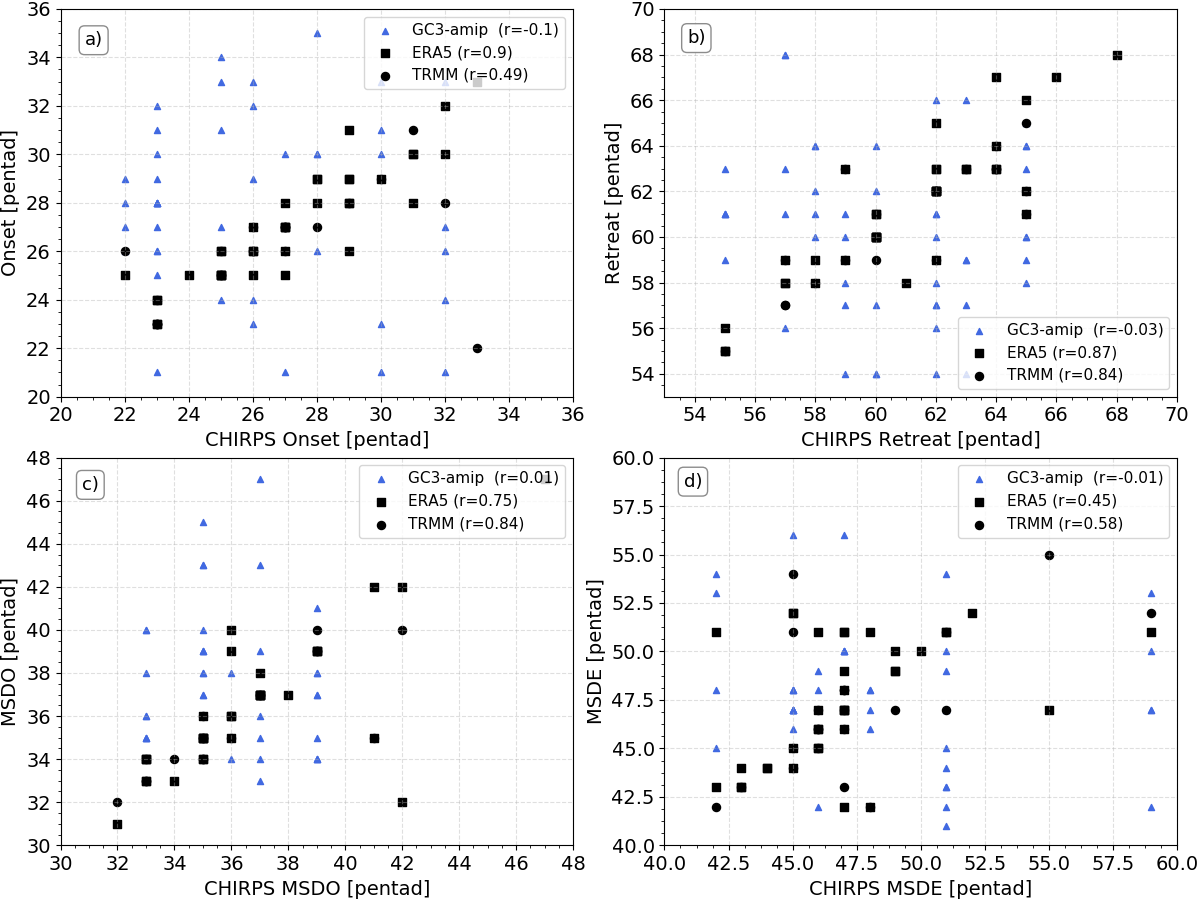 a)
GC3-amip (r=-0.1)
ERA5 (r=0.9)
TRMM (r=0.49)
Onset [pentad]
36
34
32
30
28
26
24
22
20
20 22 24 26 28 30 32 34 36
CHIRPS Onset [pentad]
b)
GC3-amip (r=-0.03)
ERA5 (r=0.87)
TRMM (r=0.84)
Retreat [pentad]
70
68
66
64
62
60
58
56
54
54 56 58 60 62 64 66 68 70
CHIRPS Retreat [pentad]
c)
GC3-amip (r=0.01)
ERA5 (r=0.75)
TRMM (r=0.84)
MSDO [pentad]
48
46
44
42
40
38
36
34
32
30
30 32 34 36 38 40 42 44 46 48
CHIRPS MSDO [pentad]
d)
GC3-amip (r=-0.01)
ERA5 (r=0.45)
TRMM (r=0.58)
MSDE [pentad]
60.0
57.5
55.0
52.5
50.0
47.5
45.0
42.5
40.0
40.0 42.5 45.0 47.5 50.0 52.5 55.0 57.5 60.0
CHIRPS MSDE [pentad]